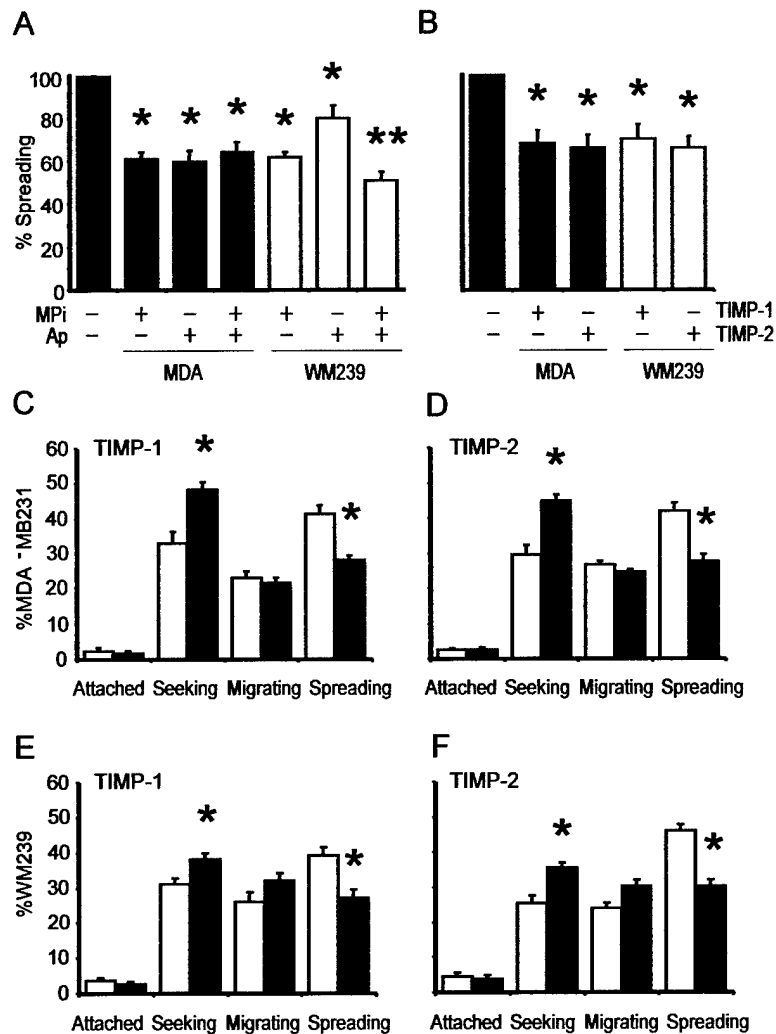 A
B
% Spreading
100
80
60
40
20
0
* * * * * **
* * * *
MPi − + − + + − +
Ap − − + + − + +
MDA WM239
− + − + − TIMP-1
− − + − + TIMP-2
MDA WM239
C
D
%MDA-MB231
60
50
40
30
20
10
0
TIMP-1
* *
TIMP-2
* *
Attached Seeking Migrating Spreading
Attached Seeking Migrating Spreading
E
F
%WM239
60
50
40
30
20
10
0
TIMP-1
* *
TIMP-2
* *
Attached Seeking Migrating Spreading
Attached Seeking Migrating Spreading